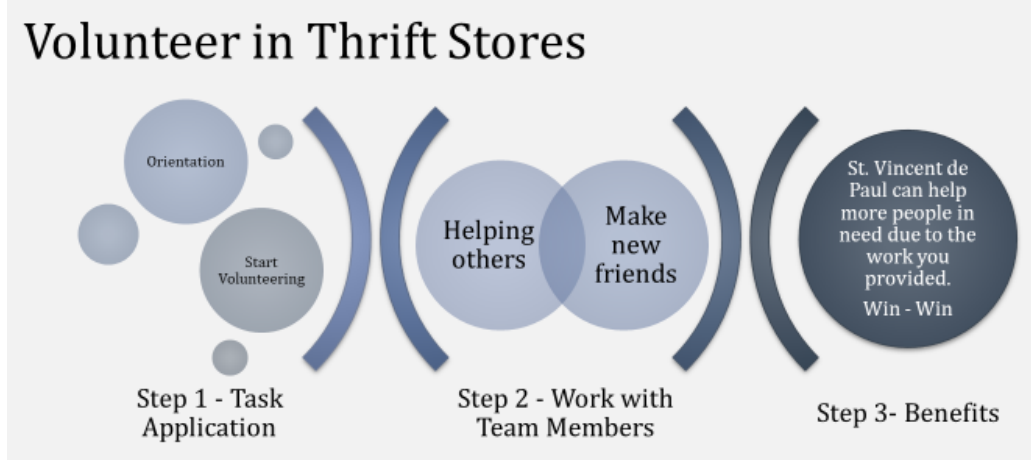 Volunteer in Thrift Stores
Orientation
Start
Volunteering
Step 1 - Task
Application
Helping
others
Make
new
friends
Step 2 - Work with
Team Members
St. Vincent de
Paul can help
more people in
need due to the
work you
provided.
Win - Win
Step 3- Benefits